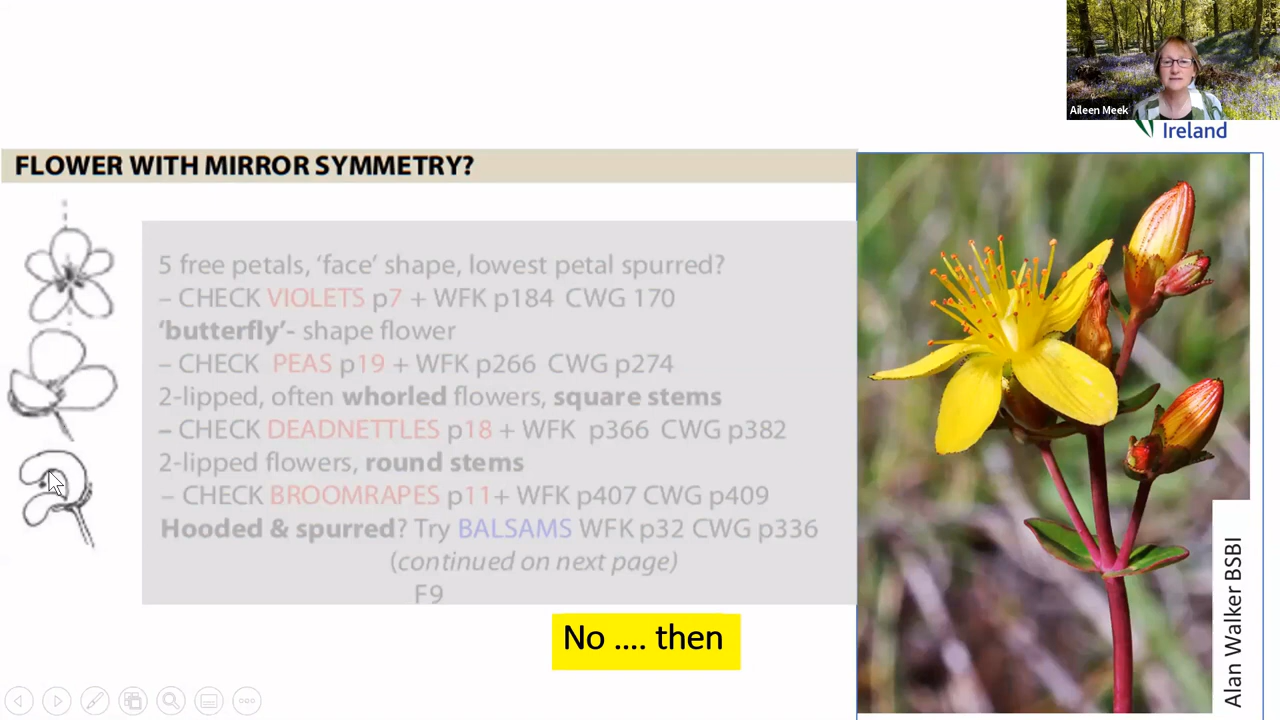 Aileen Meek
Ireland
FLOWER WITH MIRROR SYMMETRY?
5 free petals, ‘face’ shape, lowest petal spurred?
– CHECK VIOLETS p7 + WFK p184 CWG 170
‘butterfly’- shape flower
– CHECK PEAS p19 + WFK p266 CWG p274
2-lipped, often whorled flowers, square stems
– CHECK DEADNETTLES p18 + WFK p366 CWG p382
2-lipped flowers, round stems
– CHECK BROOMRAPES p11+ WFK p407 CWG p409
Hooded & spurred? Try BALSAMS WFK p32 CWG p336
(continued on next page)
F9
No .... then
Alan Walker BSBI